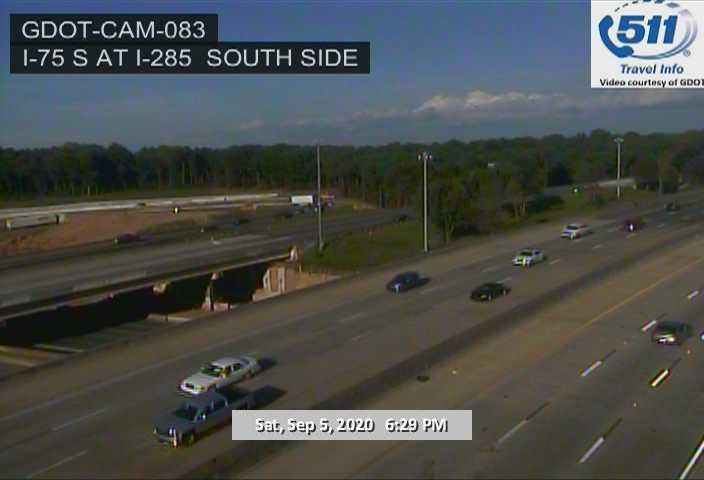 GDOT-CAM-083
I-75 S AT I-285 SOUTH SIDE
511
®
Travel Info
Video courtesy of GDOT
Sat, Sep 5, 2020 6:29 PM